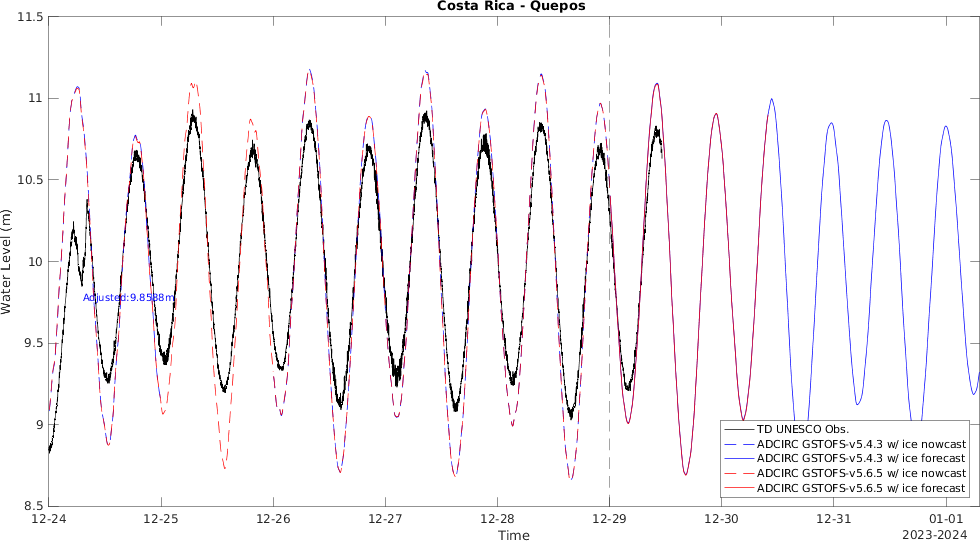 Costa Rica - Quepos
11.5
11
10.5
10
9.5
9
8.5
Water Level (m)
Adjusted:9.8538m
TD UNESCO Obs.
ADCIRC GSTOFS-v5.4.3 w/ ice nowcast
ADCIRC GSTOFS-v5.4.3 w/ ice forecast
ADCIRC GSTOFS-v5.6.5 w/ ice nowcast
ADCIRC GSTOFS-v5.6.5 w/ ice forecast
12-24 12-25 12-26 12-27 12-28 12-29 12-30 12-31 01-01
Time
2023-2024